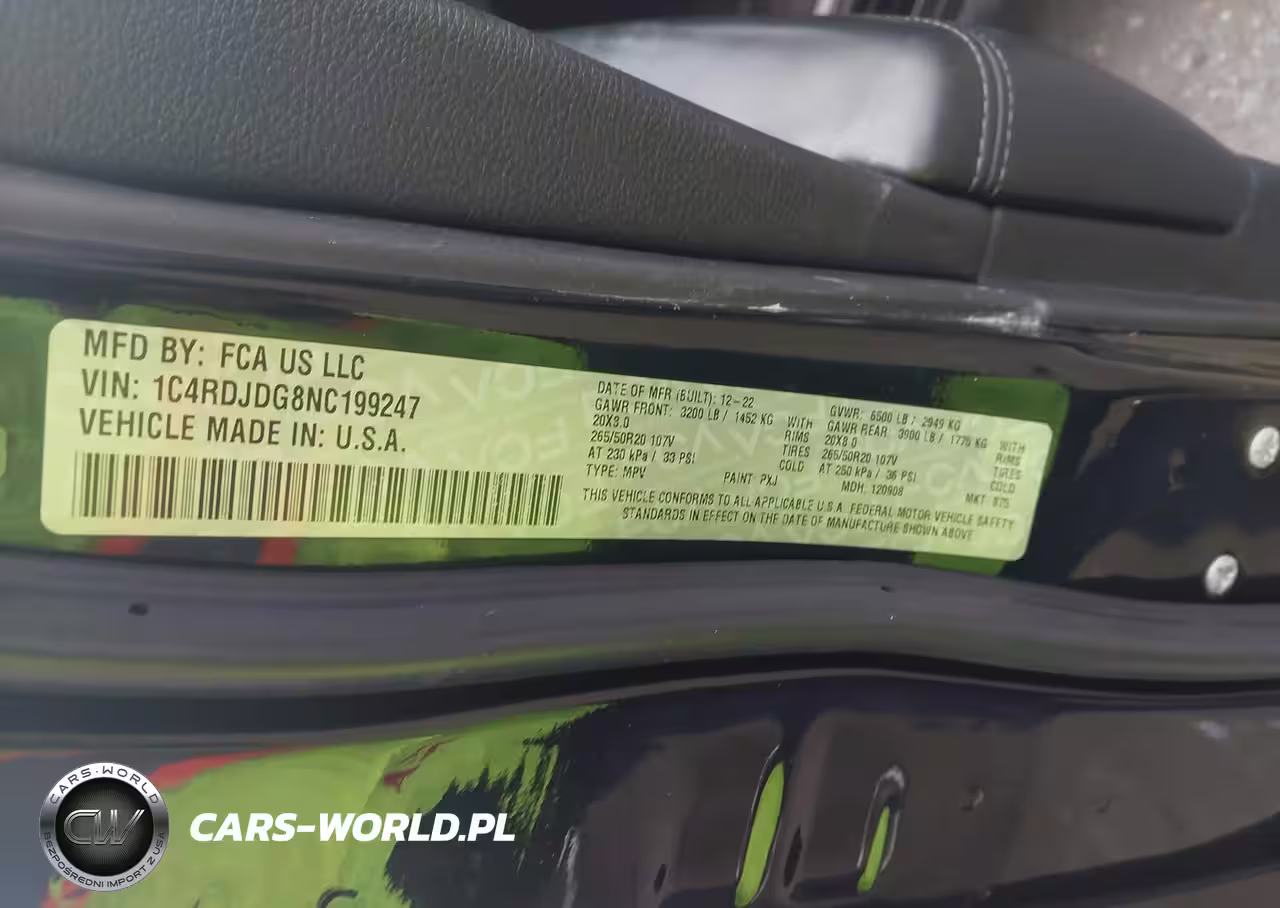 MFD BY: FCA US LLC
VIN: 1C4RDJDG8NC199247
VEHICLE MADE IN: U.S.A.
DATE OF MFR (BUILT): 12-22
GAWR FRONT: 3200 LB / 1452 KG WITH
20X8.0 RIMS
265/50R20 107V TIRES
AT 230 kPa / 33 PSI COLD
TYPE: MPV PAINT PXJ
GVWR: 6500 LB / 2949 KG
GAWR REAR: 3900 LB / 1770 KG WITH
20X8.0 RIMS
265/50R20 107V TIRES
AT 250 kPa / 36 PSI COLD
MDH: 120908 MKT
THIS VEHICLE CONFORMS TO ALL APPLICABLE U.S.A. FEDERAL MOTOR VEHICLE SAFETY
STANDARDS IN EFFECT ON THE DATE OF MANUFACTURE SHOWN ABOVE
CARS-WORLD
CW
BEZPOŚREDNI IMPORT Z USA
CARS-WORLD.PL